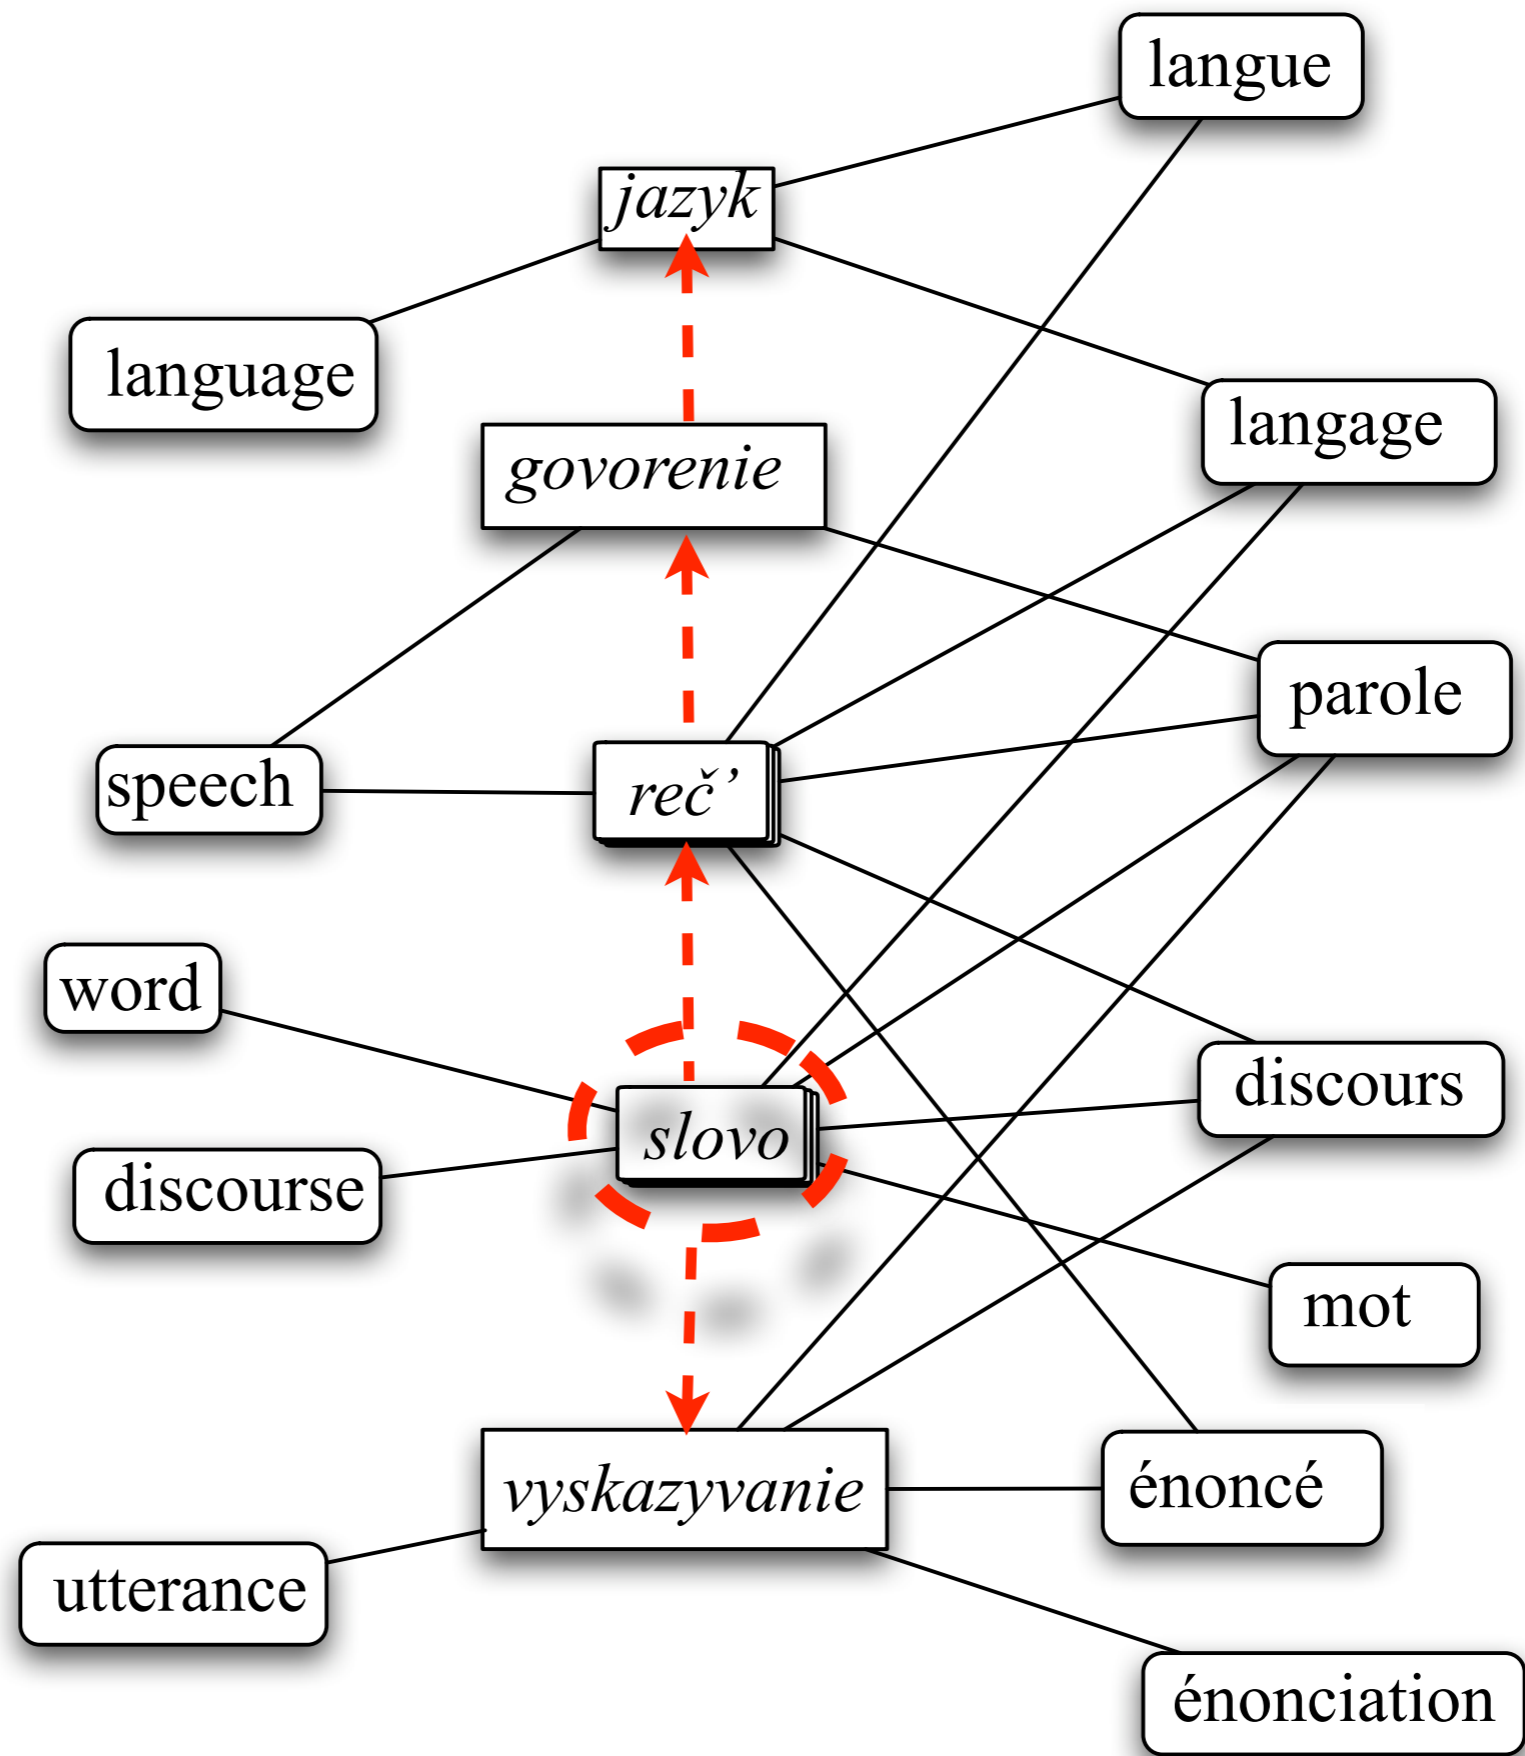 langue
jazyk
language
langage
govorenie
parole
speech
reč’
word
discours
slovo
discourse
mot
vyskazyvanie
énoncé
utterance
énonciation